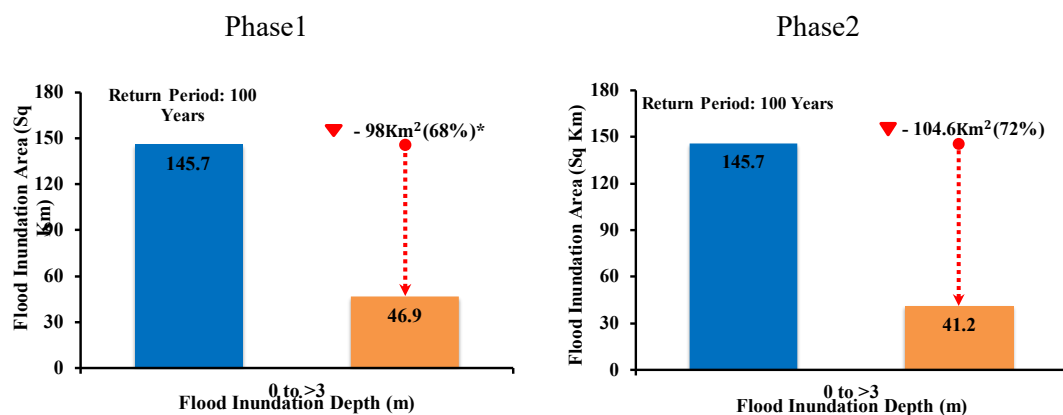 Phase1
Flood Inundation Area (Sq
Km)
180
150
120
90
60
30
0
Return Period: 100
Years
- 98Km²(68%)*
145.7
46.9
0 to >3
Flood Inundation Depth (m)
Phase2
Flood Inundation Area (Sq Km)
180
150
120
90
60
30
0
Return Period: 100 Years
- 104.6Km²(72%)
145.7
41.2
0 to >3
Flood Inundation Depth (m)